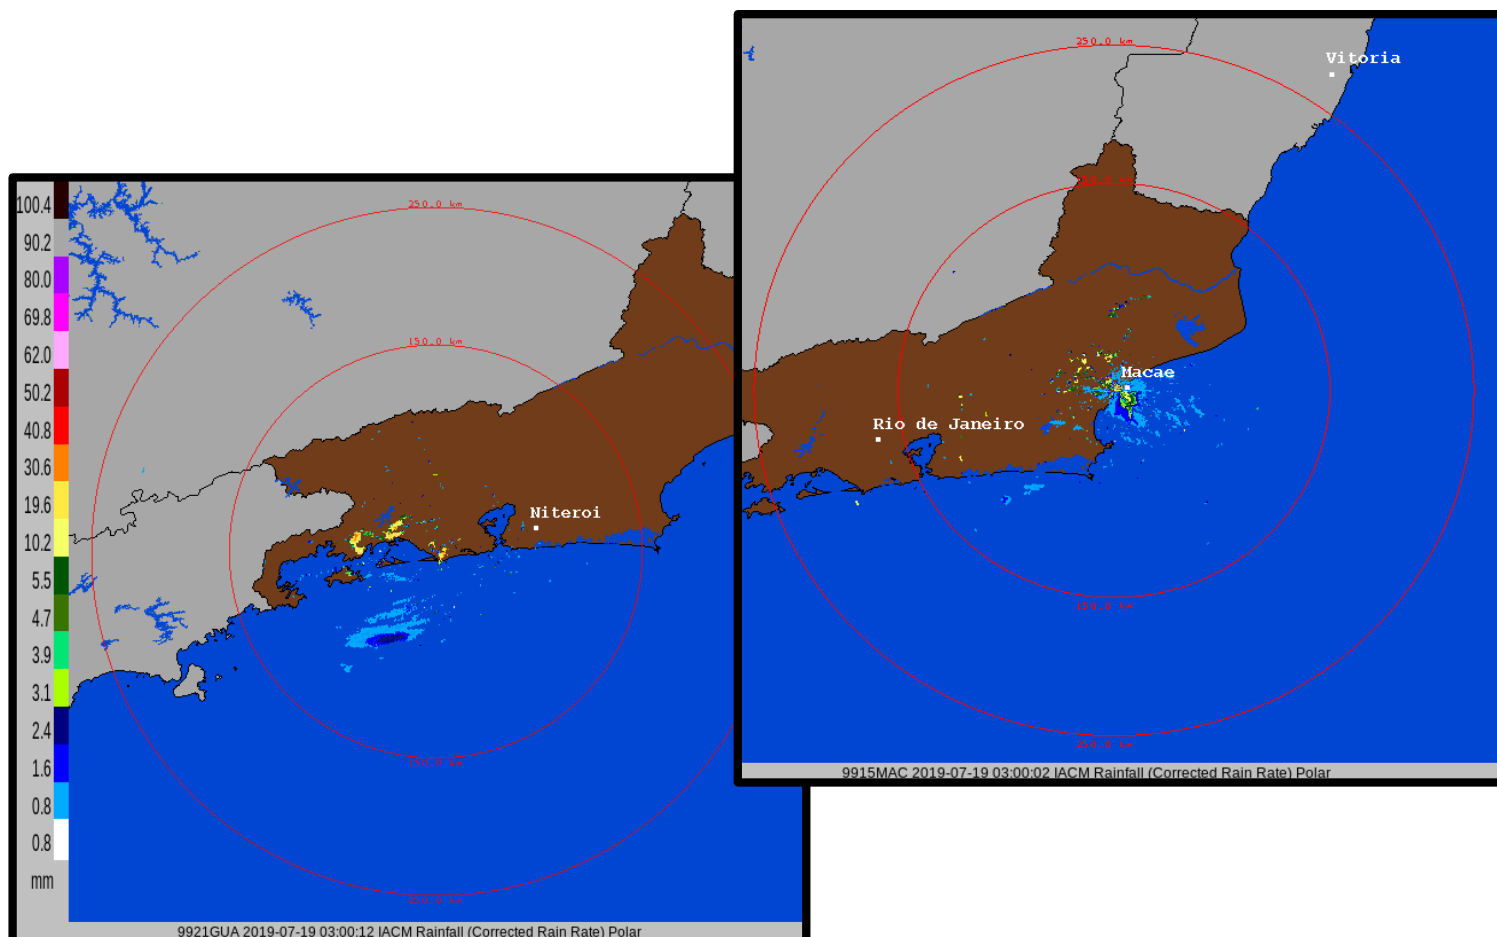 250.0 km
Vitoria
150.0 km
Macae
Rio de Janeiro
150.0 km
250.0 km
9915MAC 2019-07-19 03:00:02 IACM Rainfall (Corrected Rain Rate) Polar
100.4
90.2
80.0
69.8
62.0
50.2
40.8
30.6
19.6
10.2
5.5
4.7
3.9
3.1
2.4
1.6
0.8
0.8
mm
250.0 km
150.0 km
Niteroi
150.0 km
250.0 km
9921GUA 2019-07-19 03:00:12 IACM Rainfall (Corrected Rain Rate) Polar